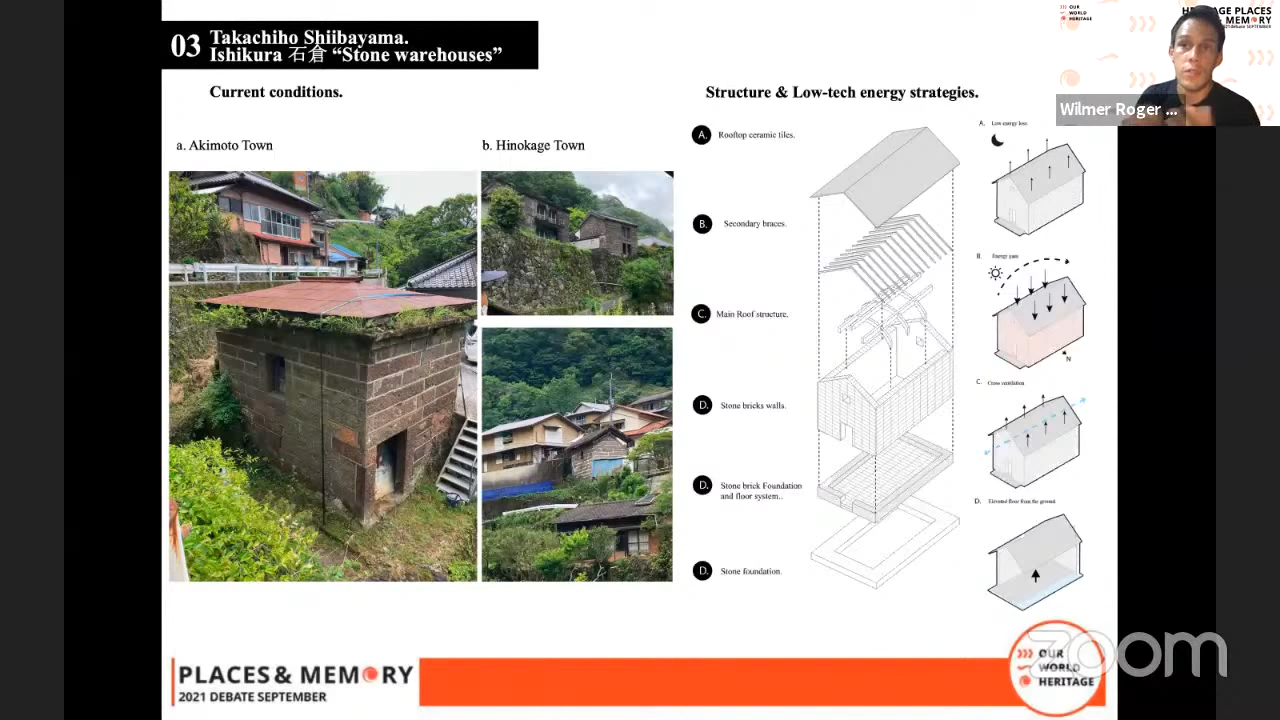 03
Takachiho Shiibayama.
Ishikura 石倉 “Stone warehouses”
Current conditions.
a. Akimoto Town
b. Hinokage Town
Structure & Low-tech energy strategies.
A. Rooftop ceramic tiles.
B. Secondary braces.
C. Main Roof structure.
D. Stone bricks walls.
D. Stone brick Foundation
and floor system..
D. Stone foundation.
A. Low energy loss
B. Energy gain
N
C. Cross ventilation
D. Elevated floor from the ground
OUR
WORLD
HERITAGE
HERITAGE PLACES
& MEMORY
2021 DEBATE SEPTEMBER
Wilmer Roger ...
PLACES & MEMORY
2021 DEBATE SEPTEMBER
OUR
WORLD
HERITAGE
zoom